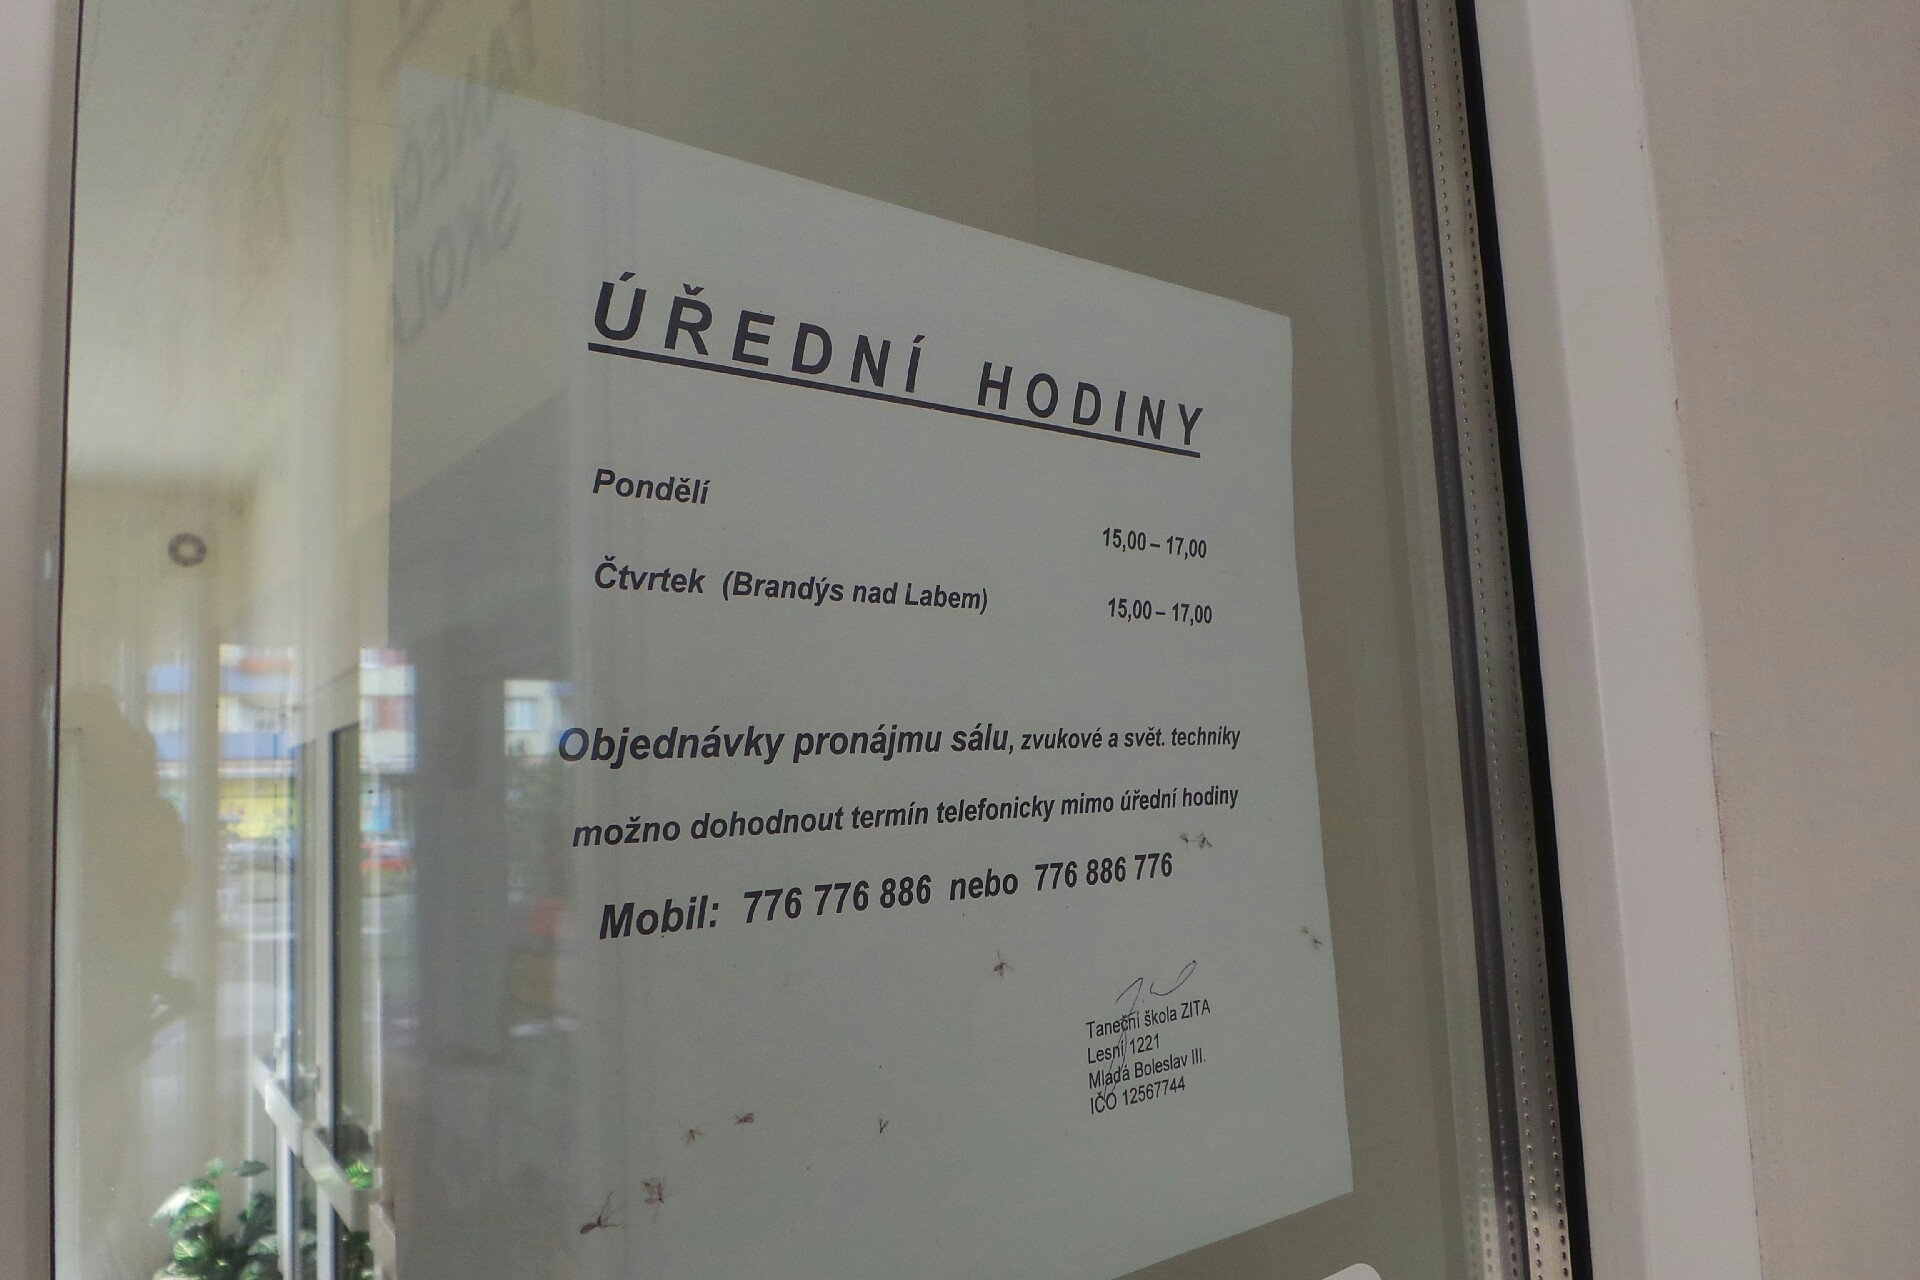 TANEČNÍ
ŠKOLA
ÚŘEDNÍ HODINY
Pondělí
15,00 – 17,00
Čtvrtek (Brandýs nad Labem) 15,00 – 17,00
Objednávky pronájmu sálu, zvukové a svět. techniky
možno dohodnout termín telefonicky mimo úřední hodiny
Mobil: 776 776 886 nebo 776 886 776
Taneční škola ZITA
Lesní 1221
Mladá Boleslav III.
IČO 12567744